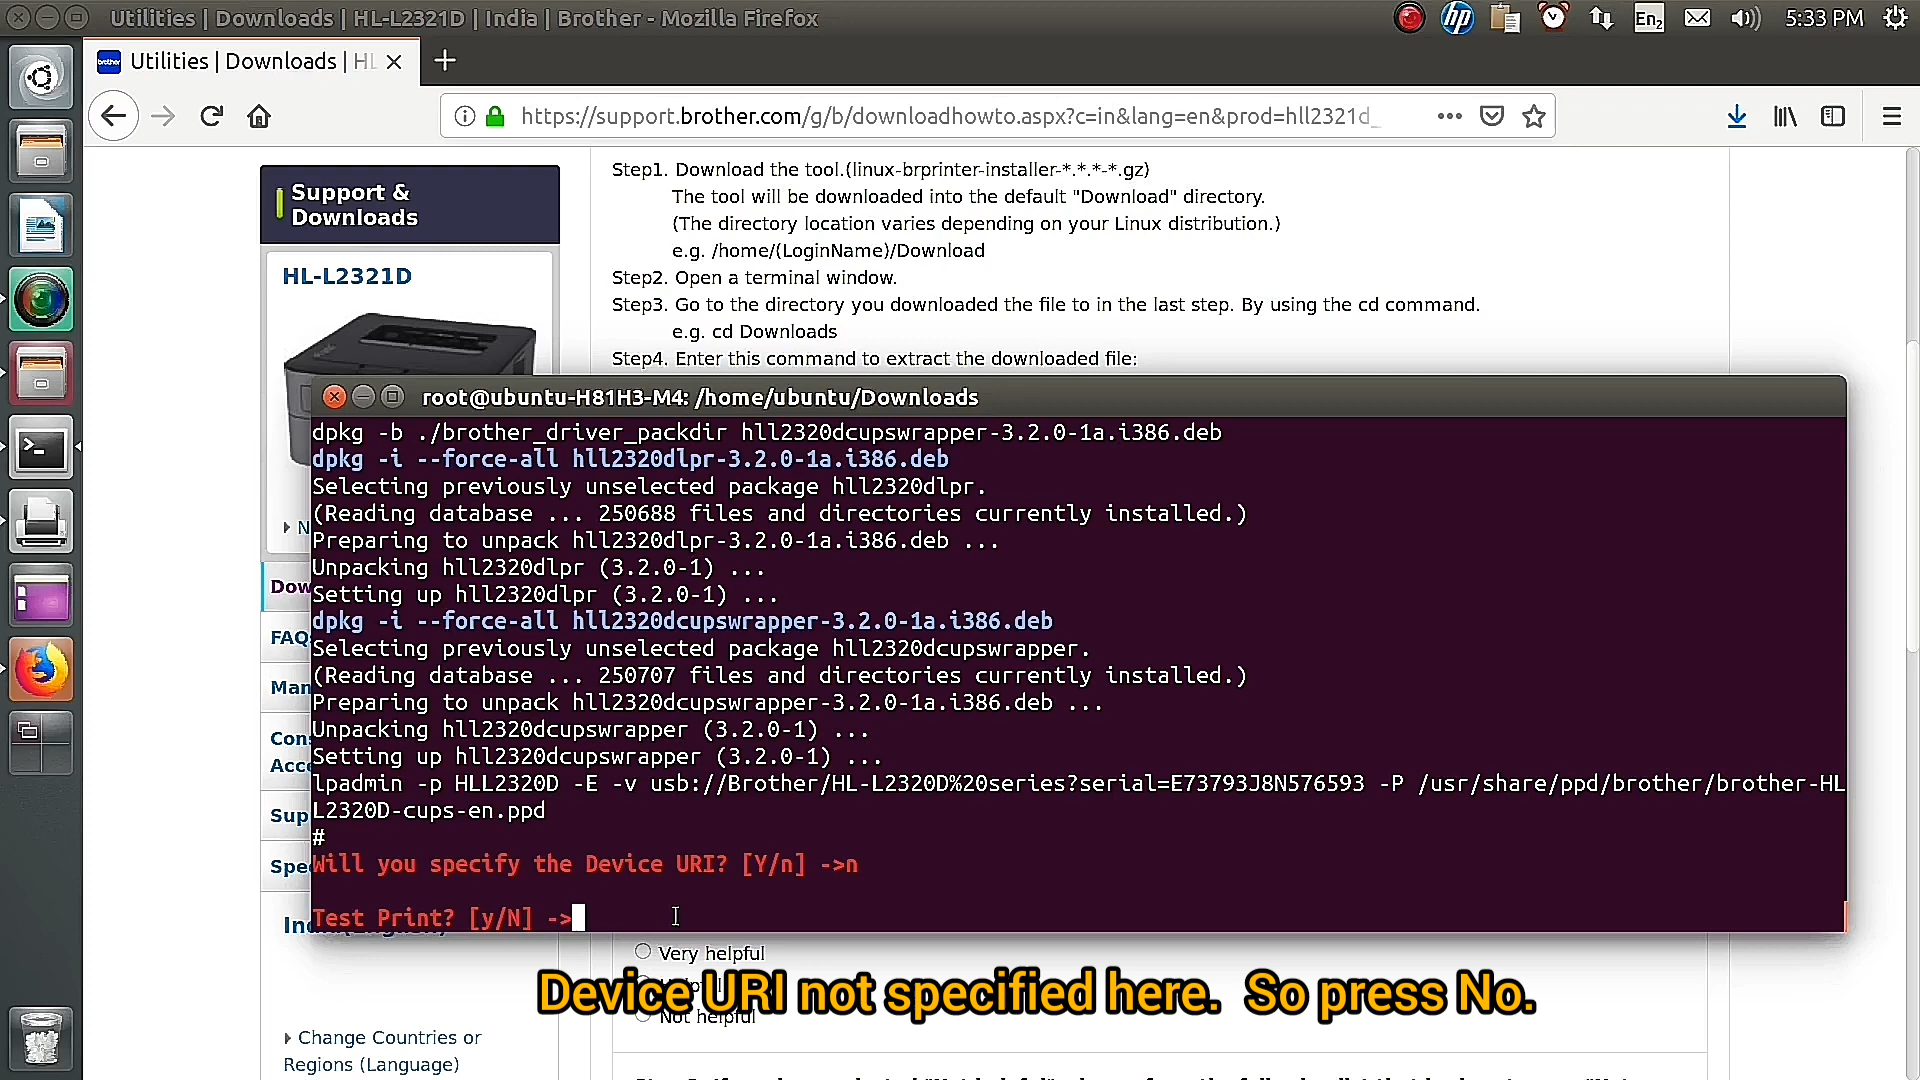 Utilities | Downloads | HL-L2321D | India | Brother - Mozilla Firefox
hp
En2
5:33 PM
brother
Utilities | Downloads | HL
https://support.brother.com/g/b/downloadhowto.aspx?c=in&lang=en&prod=hll2321d_
Support &
Downloads
HL-L2321D
Step1. Download the tool.(linux-brprinter-installer-*.*.*-*.gz)
The tool will be downloaded into the default "Download" directory.
(The directory location varies depending on your Linux distribution.)
e.g. /home/(LoginName)/Download
Step2. Open a terminal window.
Step3. Go to the directory you downloaded the file to in the last step. By using the cd command.
e.g. cd Downloads
Step4. Enter this command to extract the downloaded file:
root@ubuntu-H81H3-M4: /home/ubuntu/Downloads
dpkg -b ./brother_driver_packdir hll2320dcupswrapper-3.2.0-1a.i386.deb
dpkg -i --force-all hll2320dlpr-3.2.0-1a.i386.deb
Selecting previously unselected package hll2320dlpr.
(Reading database ... 250688 files and directories currently installed.)
Preparing to unpack hll2320dlpr-3.2.0-1a.i386.deb ...
Unpacking hll2320dlpr (3.2.0-1) ...
Setting up hll2320dlpr (3.2.0-1) ...
dpkg -i --force-all hll2320dcupswrapper-3.2.0-1a.i386.deb
Selecting previously unselected package hll2320dcupswrapper.
(Reading database ... 250707 files and directories currently installed.)
Preparing to unpack hll2320dcupswrapper-3.2.0-1a.i386.deb ...
Unpacking hll2320dcupswrapper (3.2.0-1) ...
Setting up hll2320dcupswrapper (3.2.0-1) ...
lpadmin -p HLL2320D -E -v usb://Brother/HL-L2320D%20series?serial=E73793J8N576593 -P /usr/share/ppd/brother/brother-HL
L2320D-cups-en.ppd
#
Will you specify the Device URI? [Y/n] ->n
Test Print? [y/N] ->
N
Dow
FAQ
Man
Con
Acc
Sup
Spe
Very helpful
Not helpful
Device URI not specified here. So press No.
Change Countries or
Regions (Language)